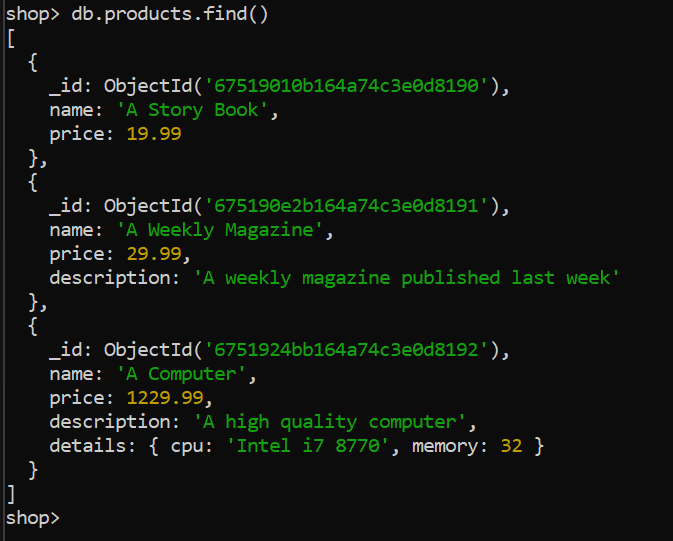 shop> db.products.find()
[
  {
    _id: ObjectId('67519010b164a74c3e0d8190'),
    name: 'A Story Book',
    price: 19.99
  },
  {
    _id: ObjectId('675190e2b164a74c3e0d8191'),
    name: 'A Weekly Magazine',
    price: 29.99,
    description: 'A weekly magazine published last week'
  },
  {
    _id: ObjectId('6751924bb164a74c3e0d8192'),
    name: 'A Computer',
    price: 1229.99,
    description: 'A high quality computer',
    details: { cpu: 'Intel i7 8770', memory: 32 }
  }
]
shop>